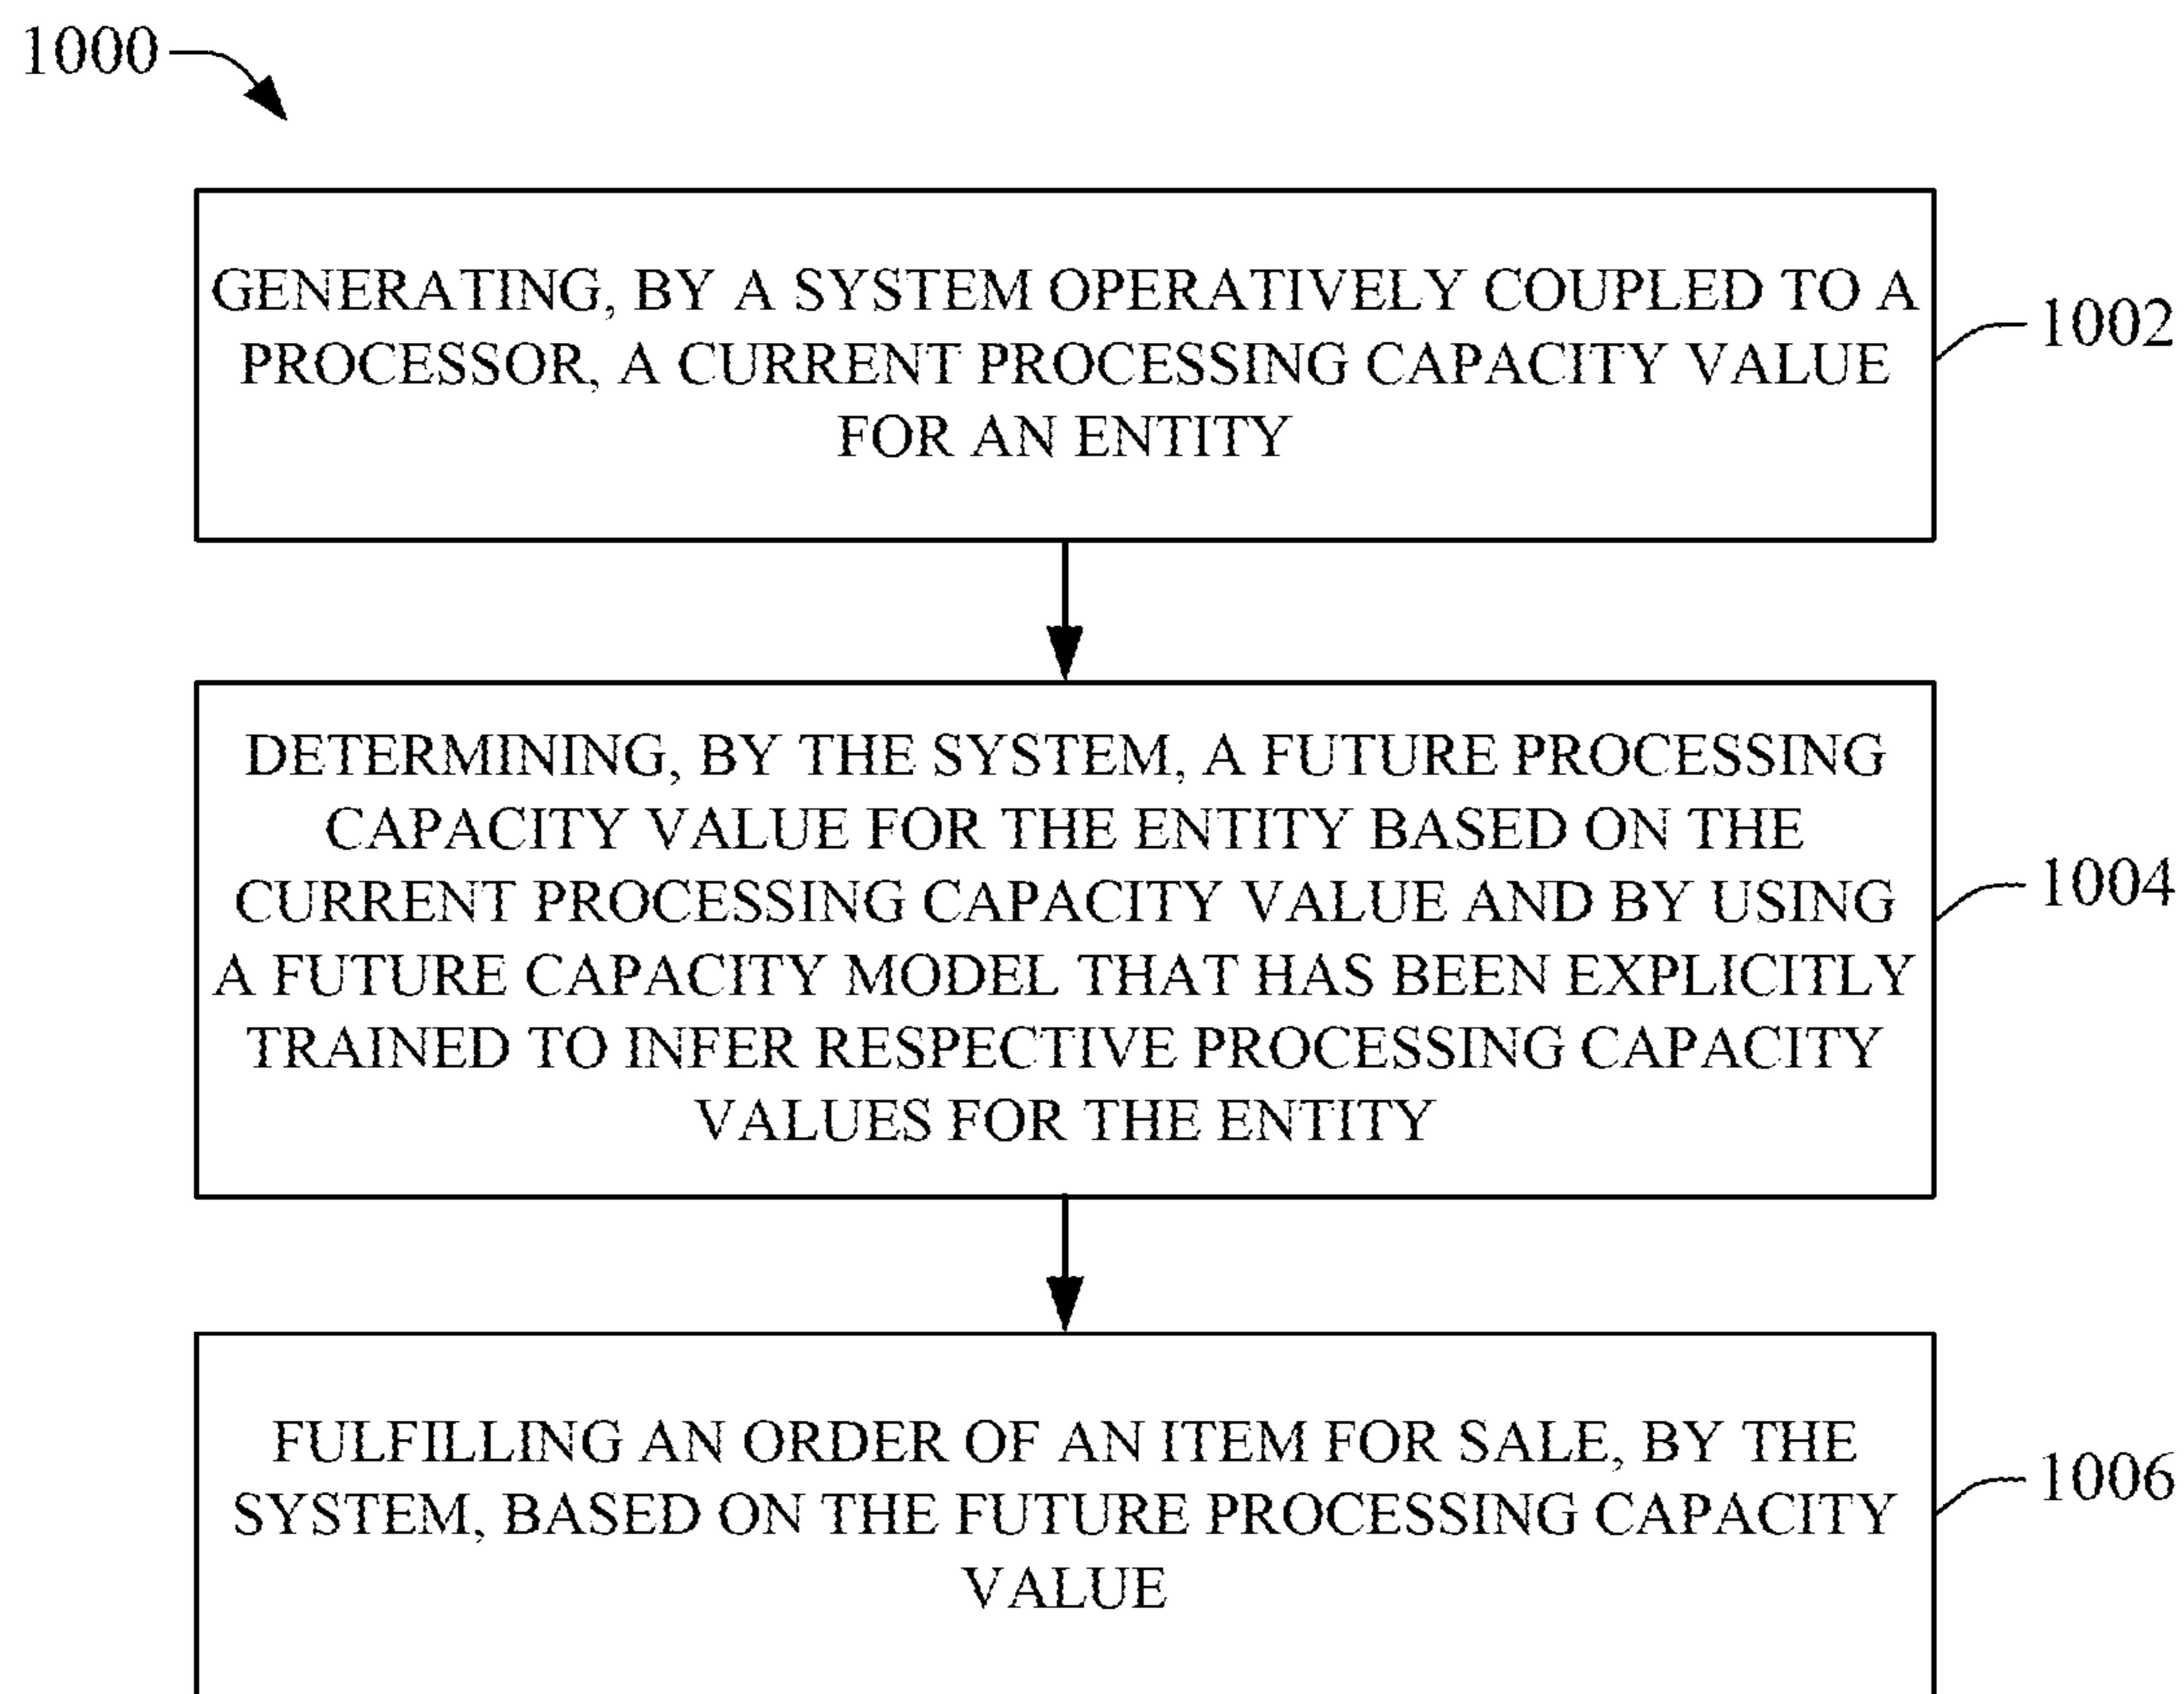 1000
GENERATING, BY A SYSTEM OPERATIVELY COUPLED TO A
PROCESSOR, A CURRENT PROCESSING CAPACITY VALUE
FOR AN ENTITY
1002
DETERMINING, BY THE SYSTEM, A FUTURE PROCESSING
CAPACITY VALUE FOR THE ENTITY BASED ON THE
CURRENT PROCESSING CAPACITY VALUE AND BY USING
A FUTURE CAPACITY MODEL THAT HAS BEEN EXPLICITLY
TRAINED TO INFER RESPECTIVE PROCESSING CAPACITY
VALUES FOR THE ENTITY
1004
FULFILLING AN ORDER OF AN ITEM FOR SALE, BY THE
SYSTEM, BASED ON THE FUTURE PROCESSING CAPACITY
VALUE
1006